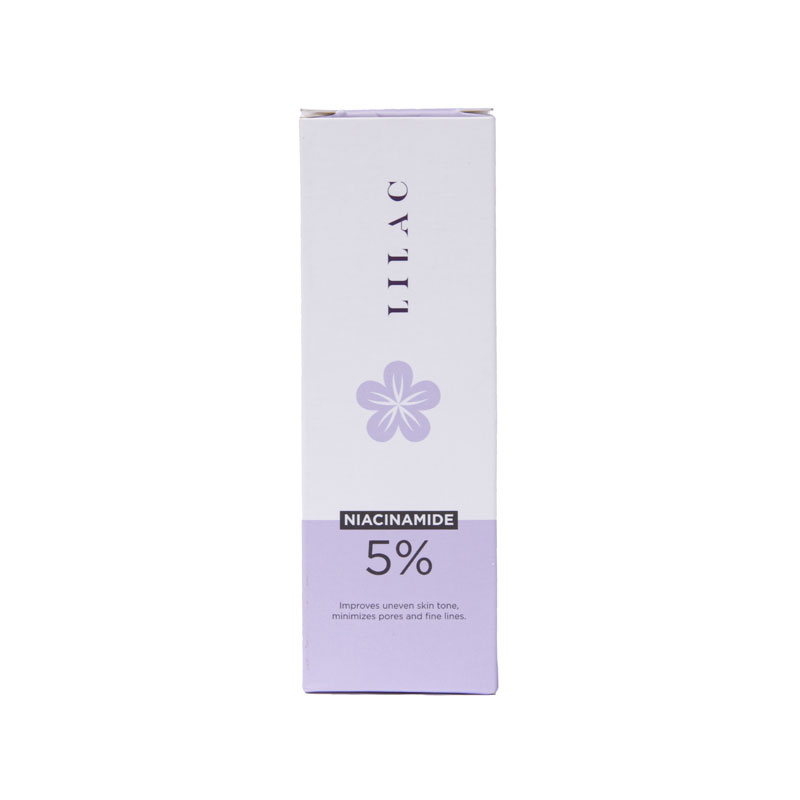 LILAC
NIACINAMIDE
5%
Improves uneven skin tone,
minimizes pores and fine lines.